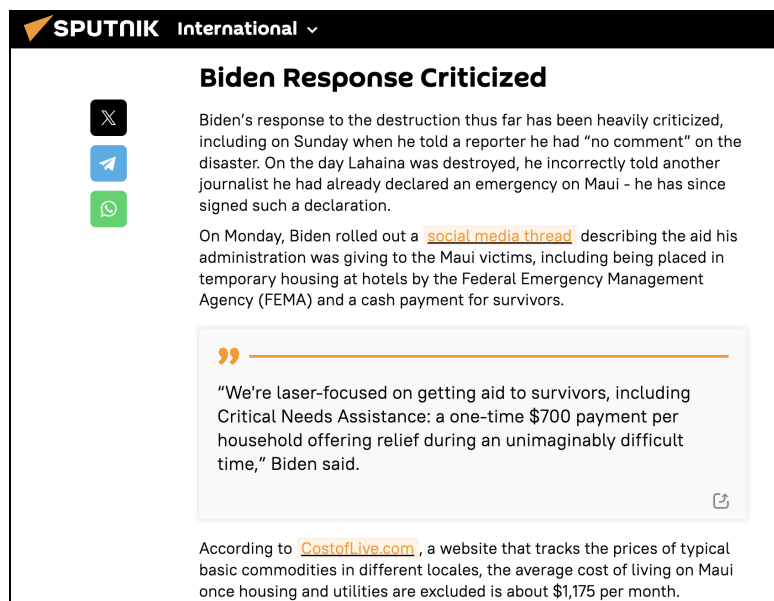 SPUTNIK International
Biden Response Criticized
Biden’s response to the destruction thus far has been heavily criticized,
including on Sunday when he told a reporter he had “no comment” on the
disaster. On the day Lahaina was destroyed, he incorrectly told another
journalist he had already declared an emergency on Maui - he has since
signed such a declaration.
On Monday, Biden rolled out a social media thread describing the aid his
administration was giving to the Maui victims, including being placed in
temporary housing at hotels by the Federal Emergency Management
Agency (FEMA) and a cash payment for survivors.
“We're laser-focused on getting aid to survivors, including
Critical Needs Assistance: a one-time $700 payment per
household offering relief during an unimaginably difficult
time,” Biden said.
According to CostofLive.com , a website that tracks the prices of typical
basic commodities in different locales, the average cost of living on Maui
once housing and utilities are excluded is about $1,175 per month.